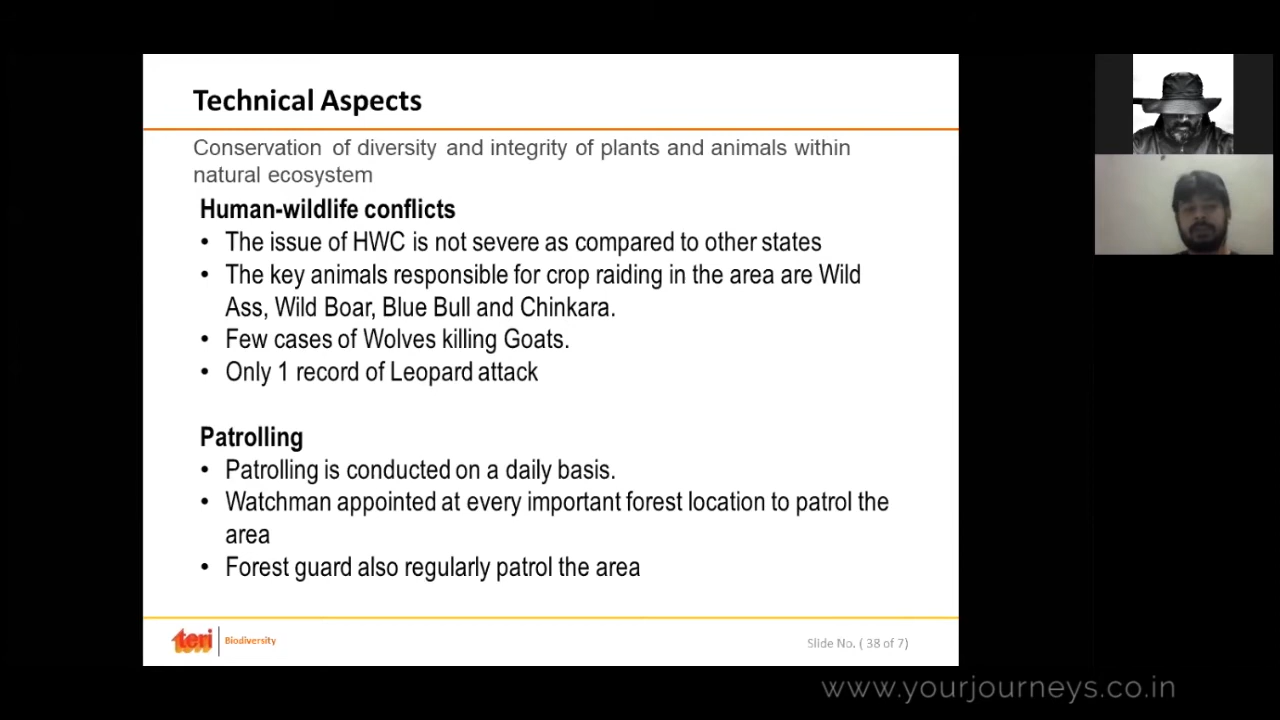 Technical Aspects
Conservation of diversity and integrity of plants and animals within
natural ecosystem
Human-wildlife conflicts
• The issue of HWC is not severe as compared to other states
• The key animals responsible for crop raiding in the area are Wild
Ass, Wild Boar, Blue Bull and Chinkara.
• Few cases of Wolves killing Goats.
• Only 1 record of Leopard attack
Patrolling
• Patrolling is conducted on a daily basis.
• Watchman appointed at every important forest location to patrol the
area
• Forest guard also regularly patrol the area
teri Biodiversity
Slide No. ( 38 of 7)
www.yourjourneys.co.in